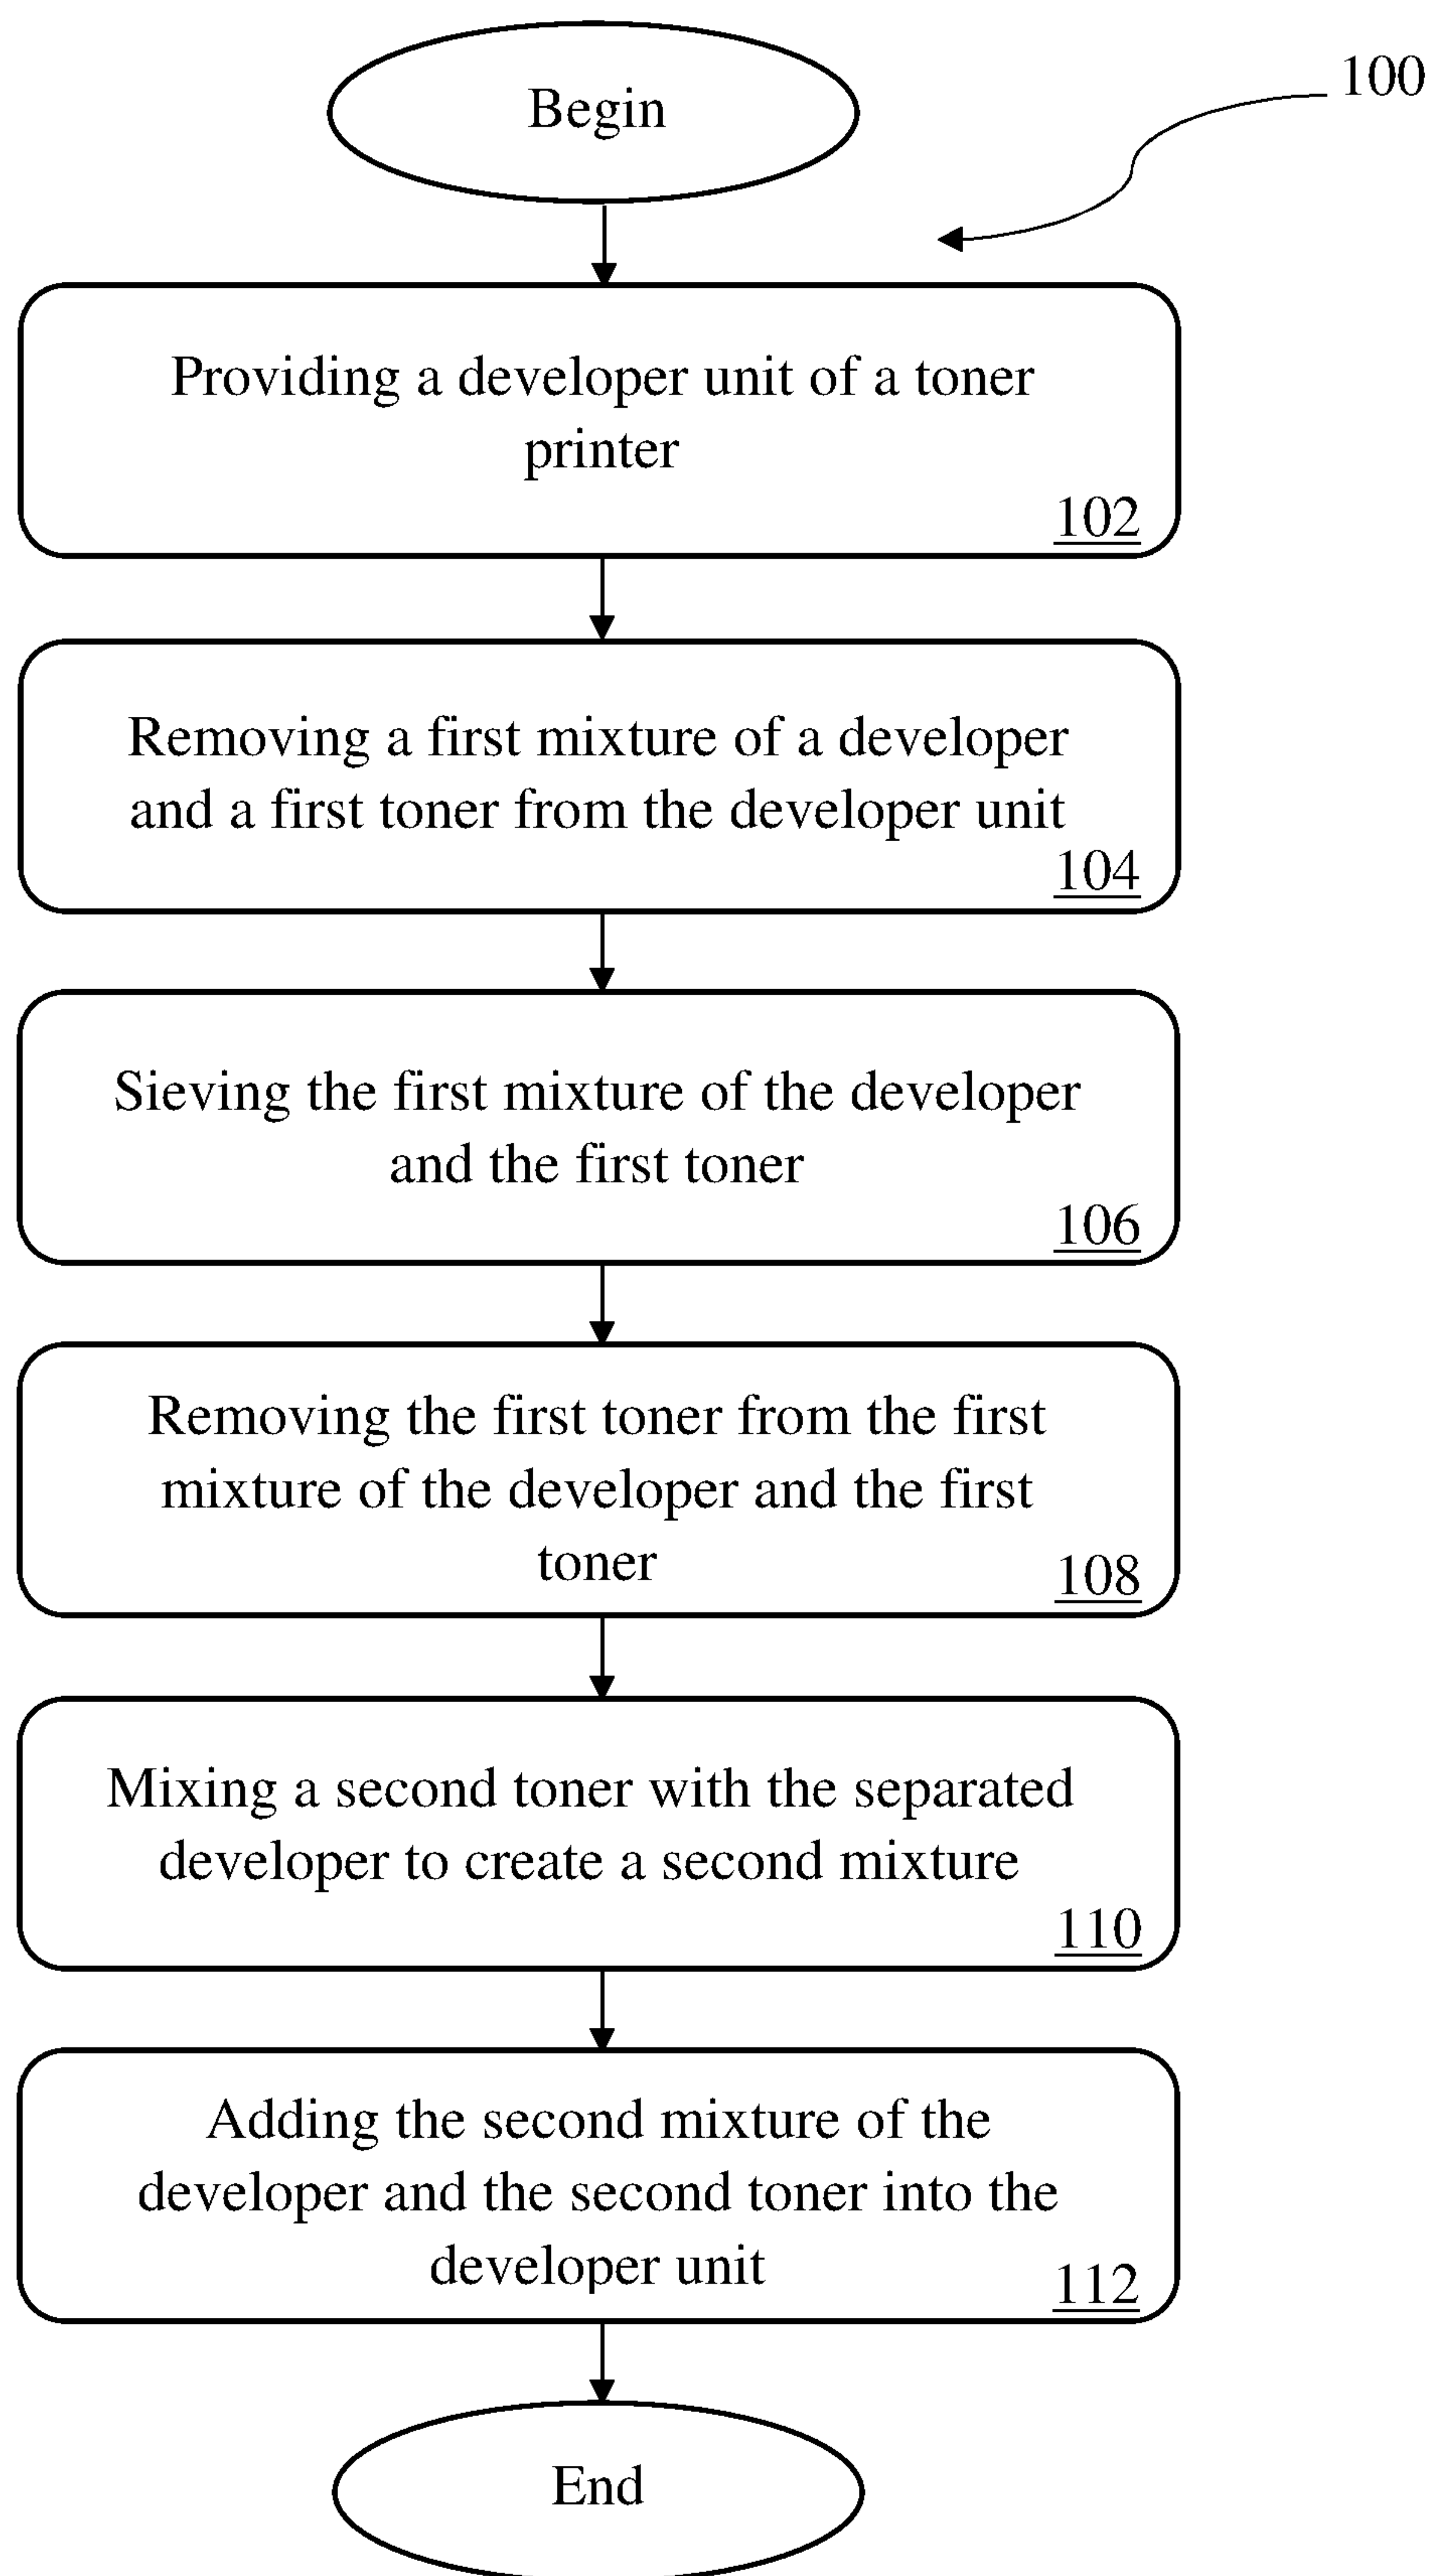 Begin
100
Providing a developer unit of a toner
printer
102
Removing a first mixture of a developer
and a first toner from the developer unit
104
Sieving the first mixture of the developer
and the first toner
106
Removing the first toner from the first
mixture of the developer and the first
toner
108
Mixing a second toner with the separated
developer to create a second mixture
110
Adding the second mixture of the
developer and the second toner into the
developer unit
112
End